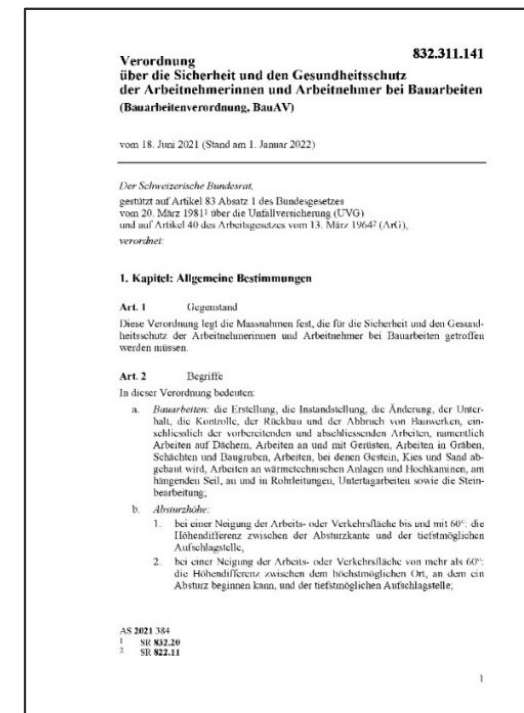 832.311.141
Verordnung
über die Sicherheit und den Gesundheitsschutz
der Arbeitnehmerinnen und Arbeitnehmer bei Bauarbeiten
(Bauarbeitenverordnung, BauAV)
vom 18. Juni 2021 (Stand am 1. Januar 2022)
Der Schweizerische Bundesrat,
gestützt auf Artikel 83 Absatz 1 des Bundesgesetzes
vom 20. März 1981¹ über die Unfallversicherung (UVG)
und auf Artikel 40 des Arbeitsgesetzes vom 13. März 1964² (ArG),
verordnet:
1. Kapitel: Allgemeine Bestimmungen
Art. 1 Gegenstand
Diese Verordnung legt die Massnahmen fest, die für die Sicherheit und den Gesund-
heitsschutz der Arbeitnehmerinnen und Arbeitnehmer bei Bauarbeiten getroffen
werden müssen.
Art. 2 Begriffe
In dieser Verordnung bedeuten:
a. Bauarbeiten: die Erstellung, die Instandstellung, die Änderung, der Unter-
halt, die Kontrolle, der Rückbau und der Abbruch von Bauwerken, ein-
schliesslich der vorbereitenden und abschliessenden Arbeiten, namentlich
Arbeiten auf Dächern, Arbeiten an und mit Gerüsten, Arbeiten in Gräben,
Schächten und Baugruben, Arbeiten, bei denen Gestein, Kies und Sand ab-
gebaut wird, Arbeiten an wärmetechnischen Anlagen und Hochkaminen, am
hängenden Seil, an und in Rohrleitungen, Untertagarbeiten sowie die Stein-
bearbeitung;
b. Absturzhöhe:
1. bei einer Neigung der Arbeits- oder Verkehrsfläche bis und mit 60°: die
Höhendifferenz zwischen der Absturzkante und der tiefstmöglichen
Aufschlagstelle,
2. bei einer Neigung der Arbeits- oder Verkehrsfläche von mehr als 60°:
die Höhendifferenz zwischen dem höchstmöglichen Ort, an dem ein
Absturz beginnen kann, und der tiefstmöglichen Aufschlagstelle;
AS 2021 384
1 SR 832.20
2 SR 822.11
1